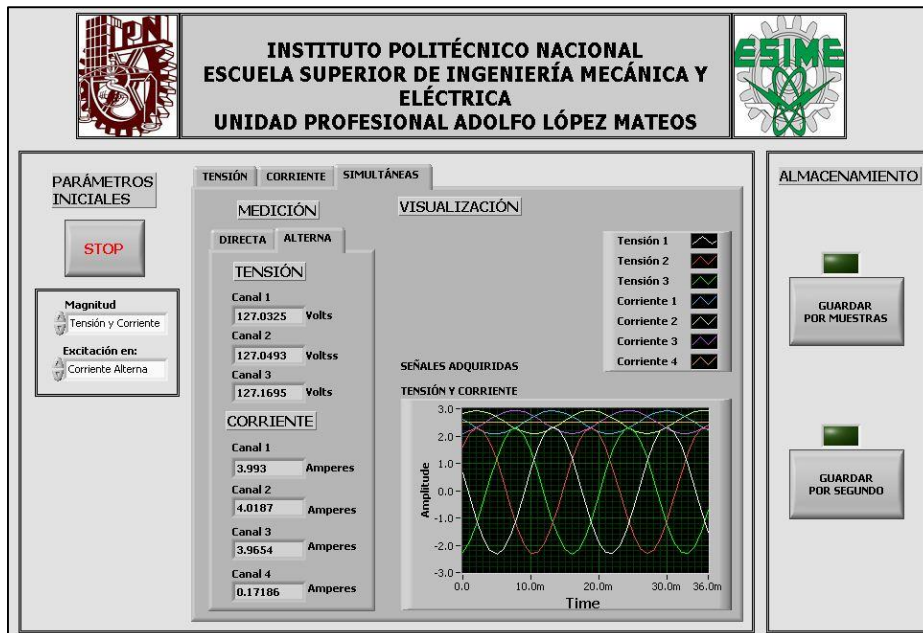 IPN
INSTITUTO POLITÉCNICO NACIONAL
ESCUELA SUPERIOR DE INGENIERÍA MECÁNICA Y
ELÉCTRICA
UNIDAD PROFESIONAL ADOLFO LÓPEZ MATEOS
ESIME
PARÁMETROS
INICIALES
STOP
Magnitud
Tensión y Corriente
Excitación en:
Corriente Alterna
TENSIÓN CORRIENTE SIMULTÁNEAS
MEDICIÓN
DIRECTA ALTERNA
TENSIÓN
Canal 1
127.0325 Volts
Canal 2
127.0493 Voltss
Canal 3
127.1695 Volts
CORRIENTE
Canal 1
3.993 Amperes
Canal 2
4.0187 Amperes
Canal 3
3.9654 Amperes
Canal 4
0.17186 Amperes
VISUALIZACIÓN
Tensión 1
Tensión 2
Tensión 3
Corriente 1
Corriente 2
Corriente 3
Corriente 4
SEÑALES ADQUIRIDAS
TENSIÓN Y CORRIENTE
Amplitude
3.0
2.0
1.0
0.0
-1.0
-2.0
-3.0
0.0 10.0m 20.0m 30.0m 36.0m
Time
ALMACENAMIENTO
GUARDAR
POR MUESTRAS
GUARDAR
POR SEGUNDO